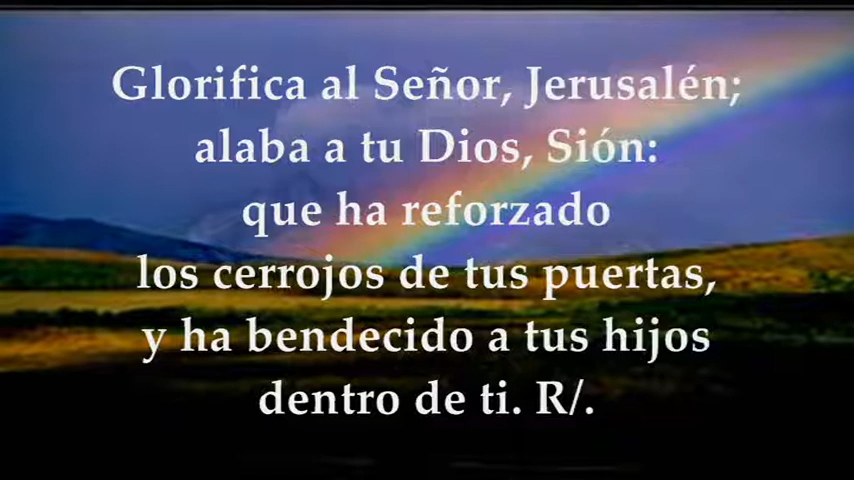 Glorifica al Señor, Jerusalén;
alaba a tu Dios, Sión:
que ha reforzado
los cerrojos de tus puertas,
y ha bendecido a tus hijos
dentro de ti. R/.